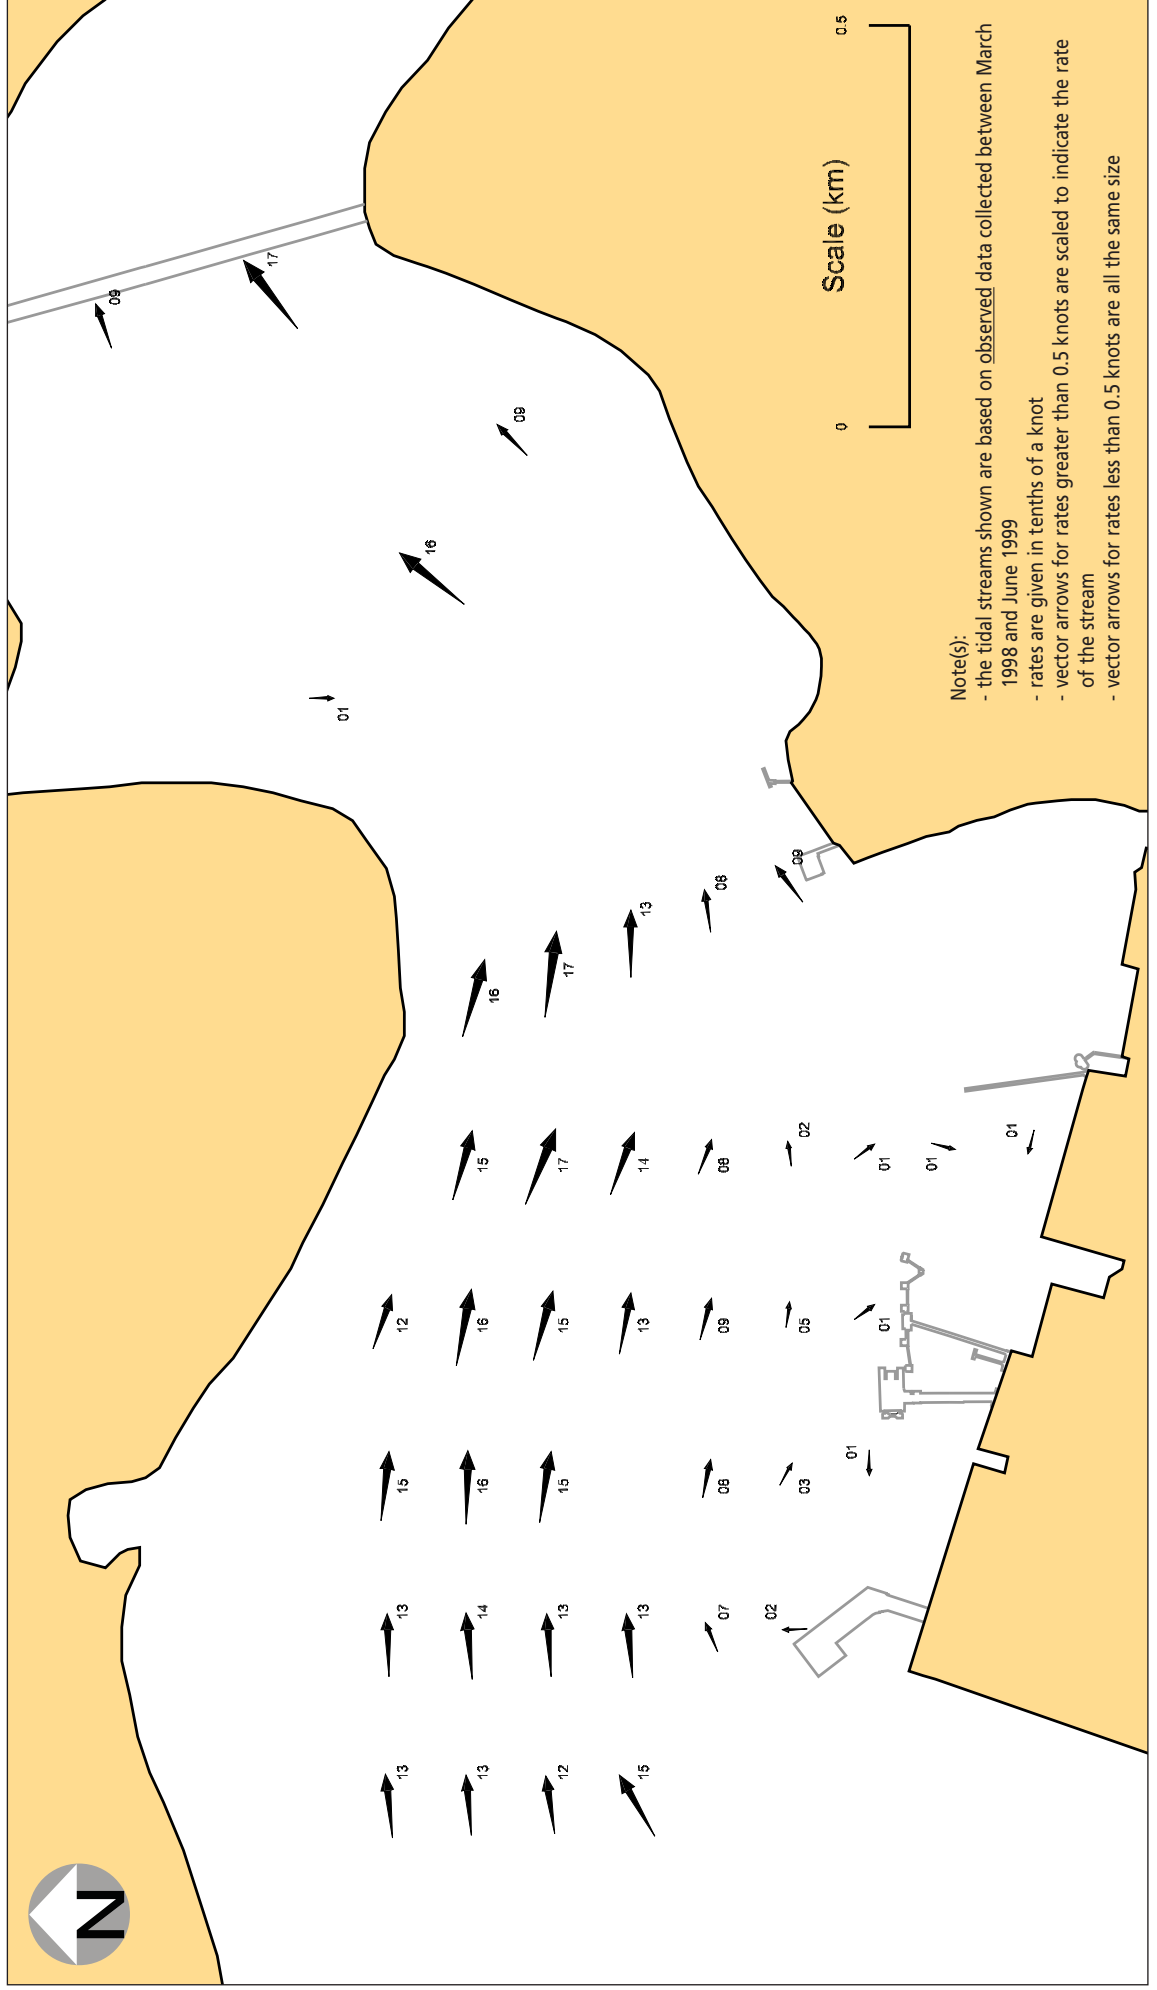 N
09
17
01
13 13 15 12
16
13 14 16 16 15 16
09
12 13 15 15 17 17
15 13 13 14 13
07 08 09 08 08
02
09
03 05 02
01
01 01
01
01
Scale (km)
0 0.5
Note(s):
- the tidal streams shown are based on observed data collected between March
1998 and June 1999
- rates are given in tenths of a knot
- vector arrows for rates greater than 0.5 knots are scaled to indicate the rate
of the stream
- vector arrows for rates less than 0.5 knots are all the same size